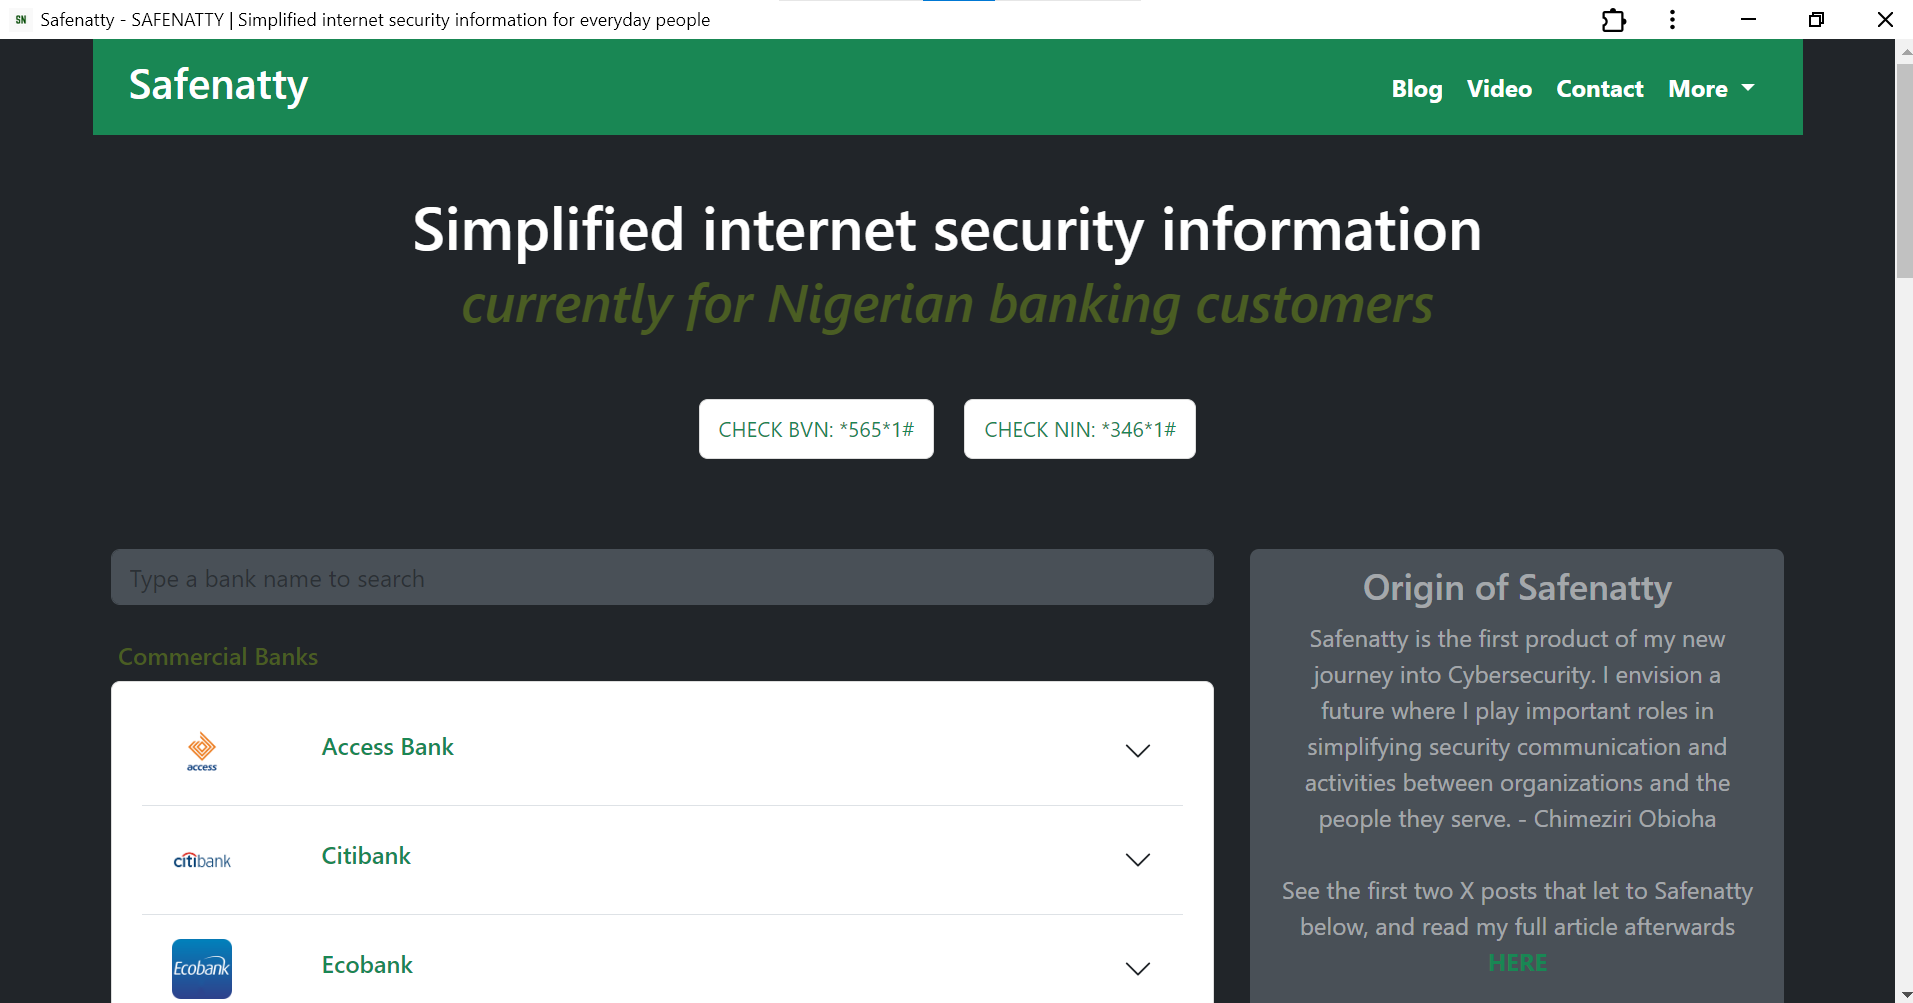 SN Safenatty - SAFENATTY | Simplified internet security information for everyday people
Safenatty
Blog Video Contact More
Simplified internet security information
currently for Nigerian banking customers
CHECK BVN: *565*1# CHECK NIN: *346*1#
Type a bank name to search
Commercial Banks
access Access Bank
citibank Citibank
Ecobank Ecobank
Origin of Safenatty
Safenatty is the first product of my new
journey into Cybersecurity. I envision a
future where I play important roles in
simplifying security communication and
activities between organizations and the
people they serve. - Chimeziri Obioha
See the first two X posts that let to Safenatty
below, and read my full article afterwards
HERE